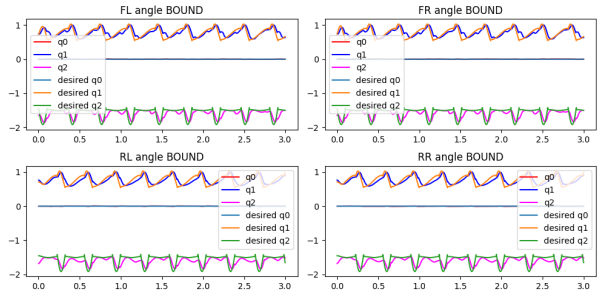 FL angle BOUND
1
0
−1
−2
q0
q1
q2
desired q0
desired q1
desired q2
0.0 0.5 1.0 1.5 2.0 2.5 3.0
FR angle BOUND
1
0
−1
−2
q0
q1
q2
desired q0
desired q1
desired q2
0.0 0.5 1.0 1.5 2.0 2.5 3.0
RL angle BOUND
1
0
−1
−2
q0
q1
q2
desired q0
desired q1
desired q2
0.0 0.5 1.0 1.5 2.0 2.5 3.0
RR angle BOUND
1
0
−1
−2
q0
q1
q2
desired q0
desired q1
desired q2
0.0 0.5 1.0 1.5 2.0 2.5 3.0